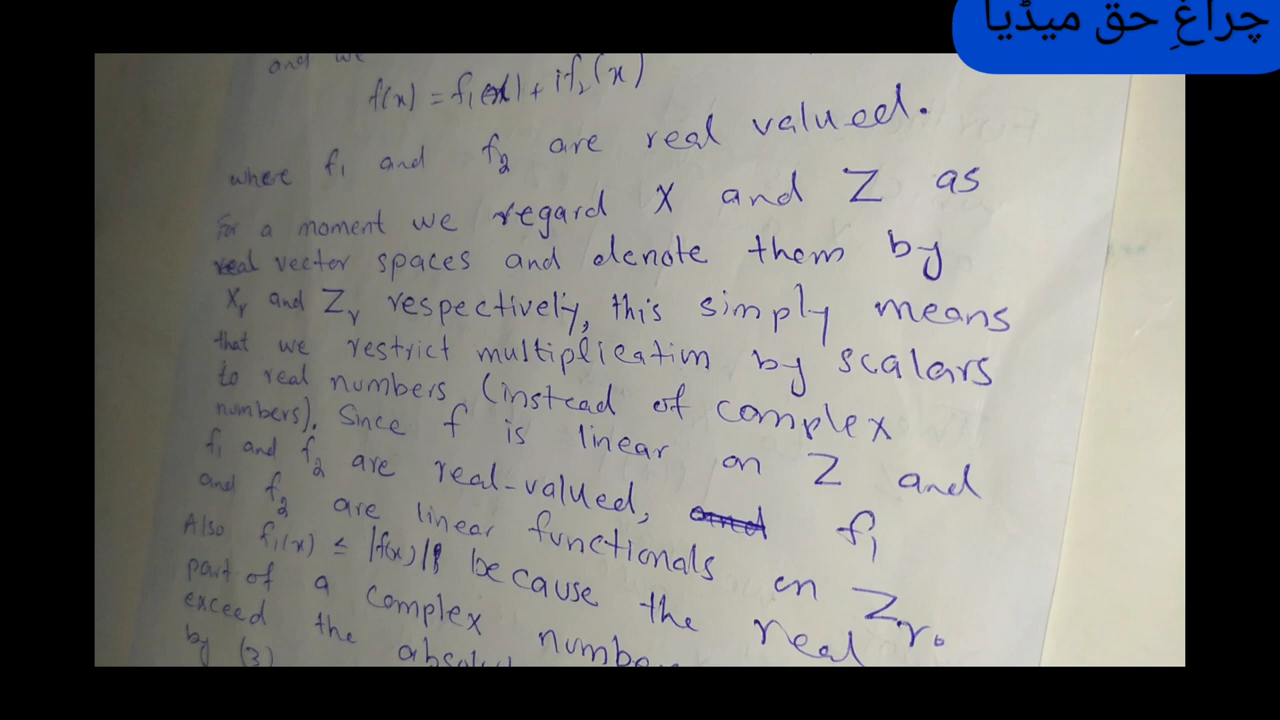 چراغِ حق میڈیا
and we
f(x) = f₁(x) + if₂(x)
where f₁ and f₂ are real valued.
For a moment we regard X and Z as
real vector spaces and denote them by
Xᵣ and Zᵣ respectively, this simply means
that we restrict multiplication by scalars
to real numbers (instead of complex
numbers). Since f is linear on Z and
f₁ and f₂ are real-valued, f₁
and f₂ are linear functionals on Zᵣ.
Also f₁(x) ≤ |f(x)| because the real
part of a complex number
exceed the
by (3)